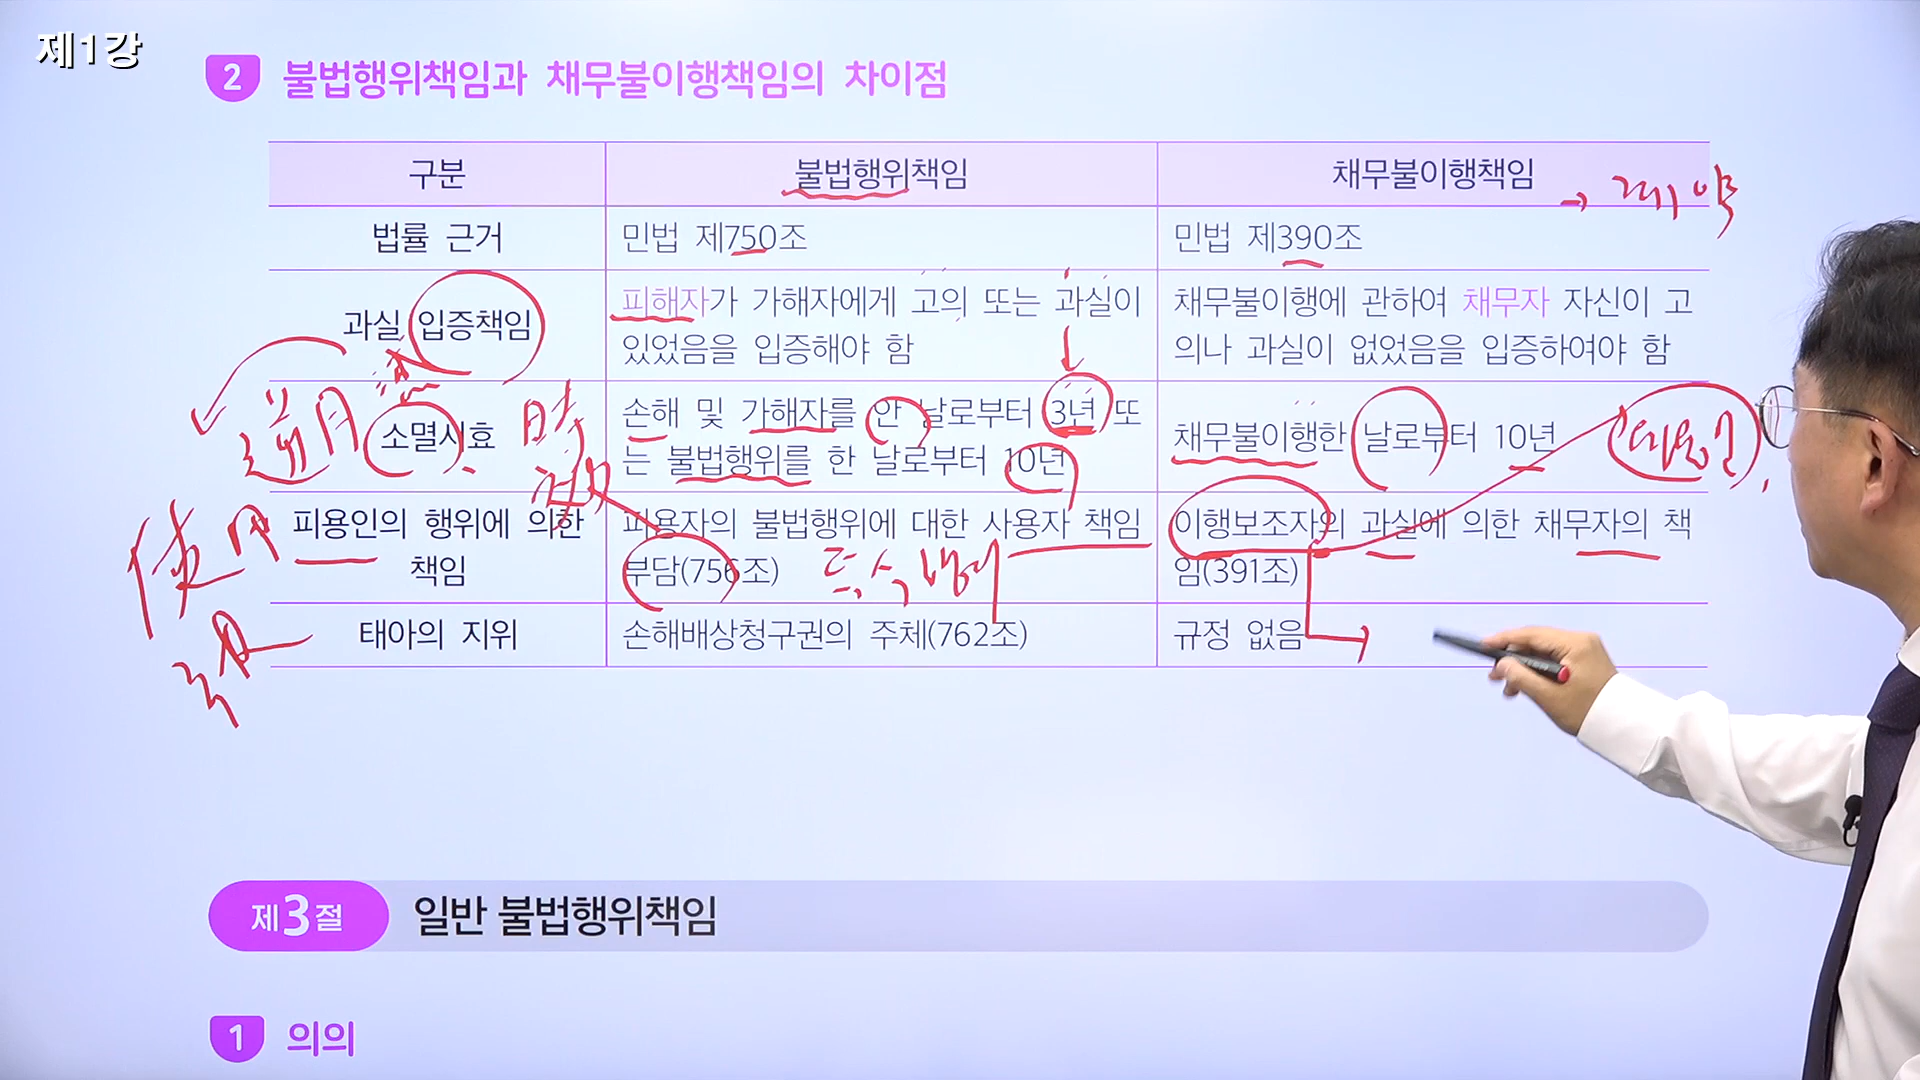 제1강
2 불법행위책임과 채무불이행책임의 차이점
구분 불법행위책임 채무불이행책임
→ 계약
법률 근거 민법 제750조 민법 제390조
과실 입증책임 피해자가 가해자에게 고의 또는 과실이 있었음을 입증해야 함 채무불이행에 관하여 채무자 자신이 고의나 과실이 없었음을 입증하여야 함
소멸시효 손해 및 가해자를 안 날로부터 3년 또는 불법행위를 한 날로부터 10년 채무불이행한 날로부터 10년
피용인의 행위에 의한 책임 피용자의 불법행위에 대한 사용자 책임 부담(756조) 이행보조자의 과실에 의한 채무자의 책임(391조)
태아의 지위 손해배상청구권의 주체(762조) 규정 없음
제3절 일반 불법행위책임
1 의의